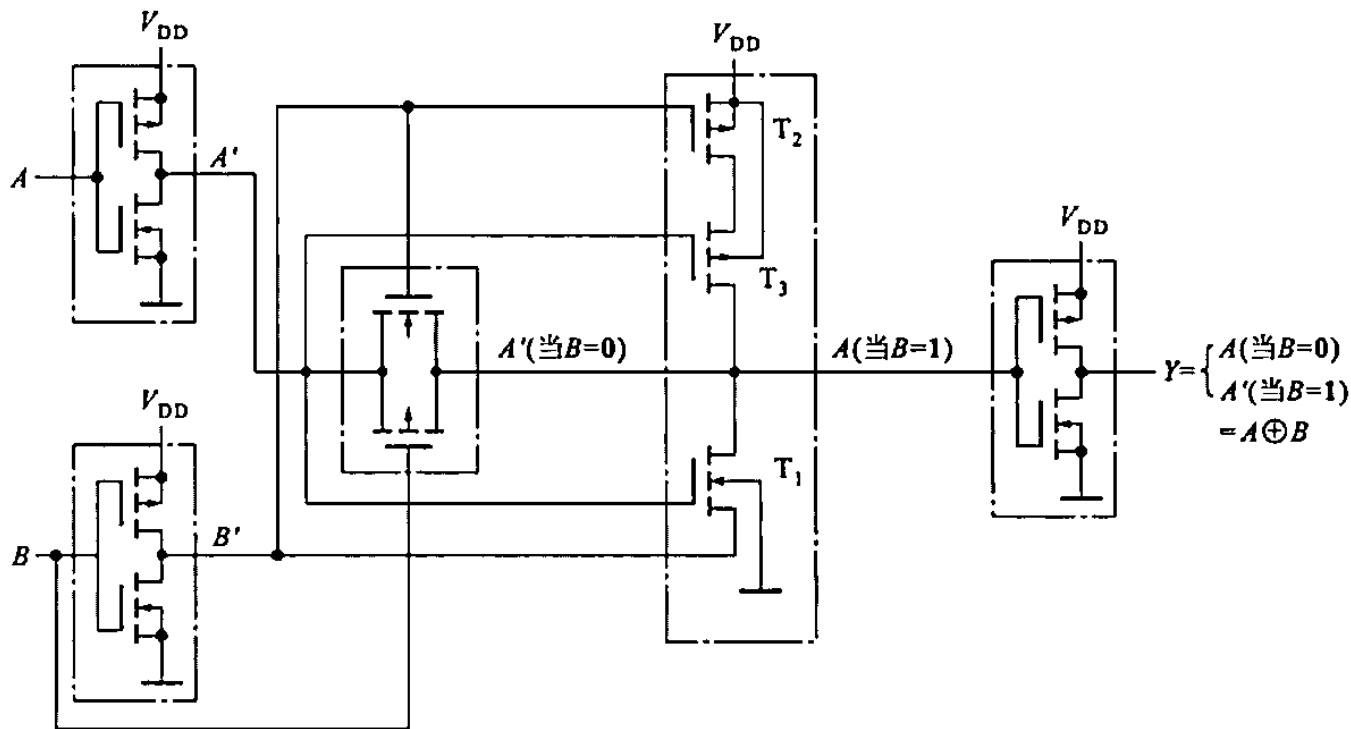 V_DD
V_DD
A
A'
T_2
V_DD
T_3
A'(当B=0)
A(当B=1)
Y={A(当B=0)
A'(当B=1)
=A⊕B
V_DD
T_1
B
B'